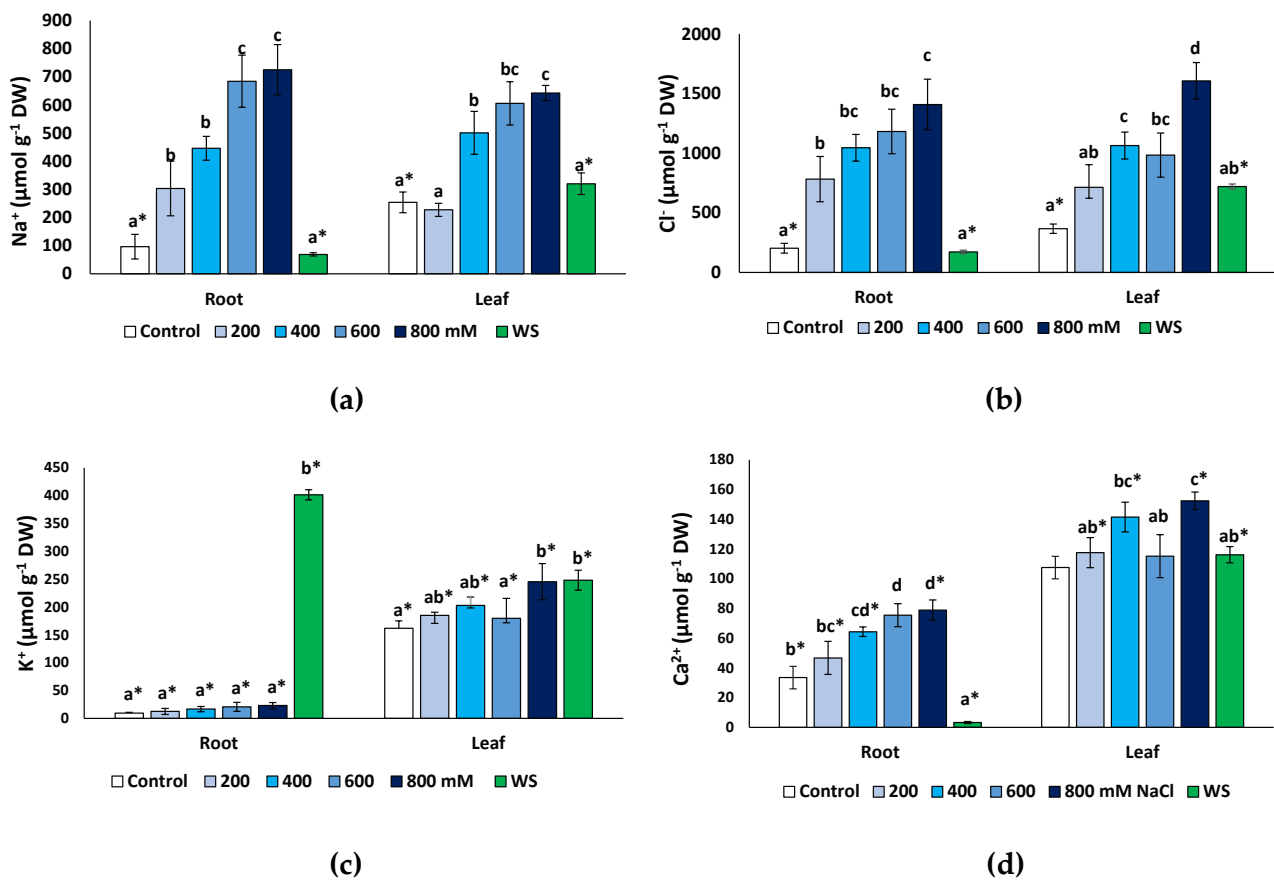 900
800
700
600
500
400
300
200
100
0
Na⁺ (µmol g⁻¹ DW)
a* b b c c a*
a* a b bc c a*
Root Leaf
Control 200 400 600 800 mM WS
(a)
2000
1500
1000
500
0
Cl⁻ (µmol g⁻¹ DW)
a* b bc bc c a*
a* ab c bc d ab*
Root Leaf
Control 200 400 600 800 mM WS
(b)
450
400
350
300
250
200
150
100
50
0
K⁺ (µmol g⁻¹ DW)
a* a* a* a* a* b*
a* ab* ab* a* b* b*
Root Leaf
Control 200 400 600 800 mM WS
(c)
180
160
140
120
100
80
60
40
20
0
Ca²⁺ (µmol g⁻¹ DW)
b* bc* cd* d d* a*
ab* bc* ab c* ab*
Root Leaf
Control 200 400 600 800 mM NaCl WS
(d)